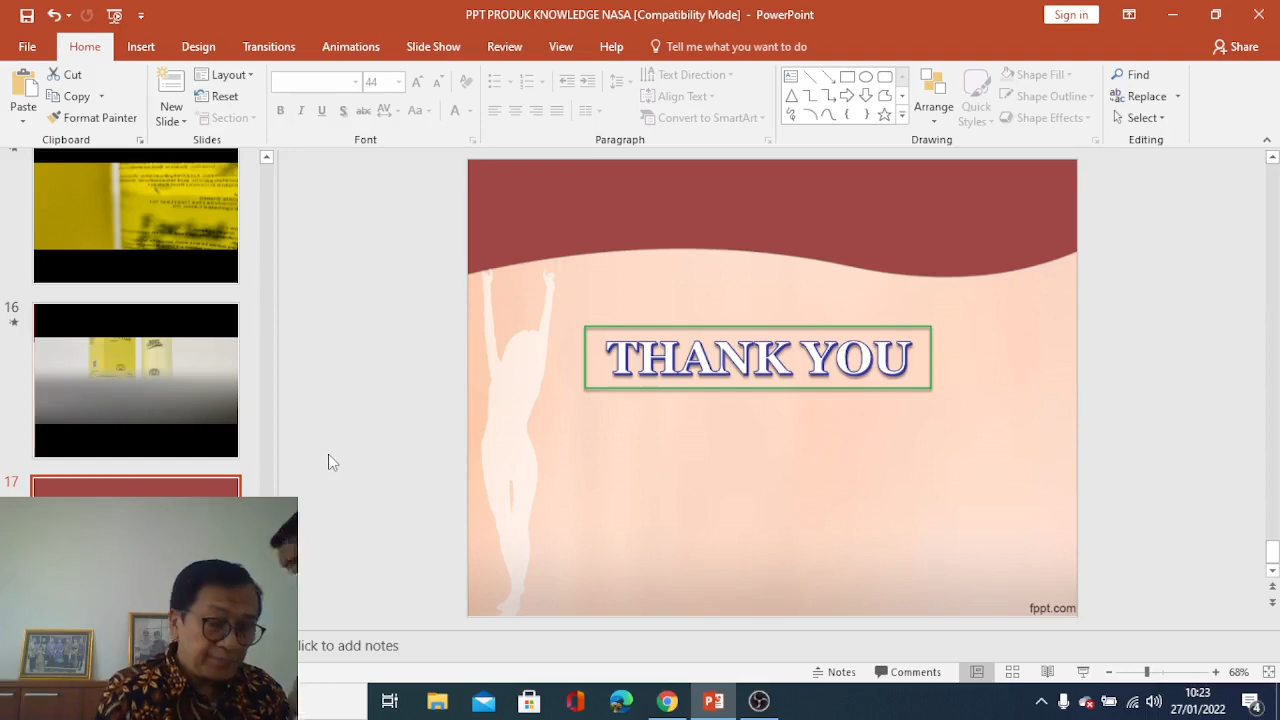 PPT PRODUK KNOWLEDGE NASA [Compatibility Mode] - PowerPoint
Sign in
File Home Insert Design Transitions Animations Slide Show Review View Help Tell me what you want to do
Share
Paste
Cut
Copy
Format Painter
Clipboard
New Slide
Layout
Reset
Section
Slides
44
B I U S abc AV Aa A
Font
Text Direction
Align Text
Convert to SmartArt
Paragraph
Arrange
Quick Styles
Shape Fill
Shape Outline
Shape Effects
Drawing
Find
Replace
Select
Editing
16
17
THANK YOU
fppt.com
lick to add notes
Notes
Comments
68%
10:23
27/01/2022
4